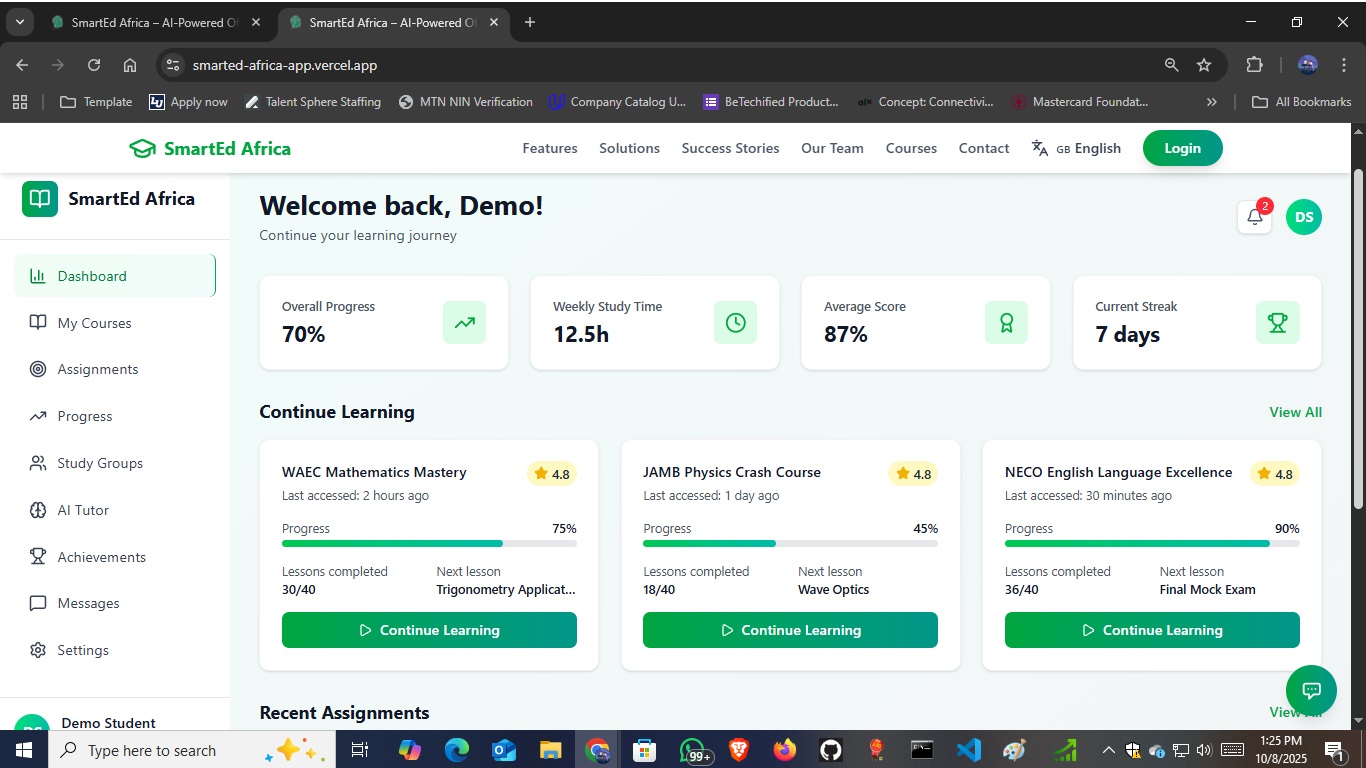 SmartEd Africa – AI-Powered O
SmartEd Africa – AI-Powered O
smarted-africa-app.vercel.app
Template
Apply now
Talent Sphere Staffing
MTN NIN Verification
Company Catalog U...
BeTechified Product...
Concept: Connectivi...
Mastercard Foundat...
»
All Bookmarks
SmartEd Africa
Features
Solutions
Success Stories
Our Team
Courses
Contact
GB English
Login
SmartEd Africa
Dashboard
My Courses
Assignments
Progress
Study Groups
AI Tutor
Achievements
Messages
Settings
Demo Student
Welcome back, Demo!
Continue your learning journey
2
DS
Overall Progress
70%
Weekly Study Time
12.5h
Average Score
87%
Current Streak
7 days
Continue Learning
View All
WAEC Mathematics Mastery
4.8
Last accessed: 2 hours ago
Progress
75%
Lessons completed
Next lesson
30/40
Trigonometry Applicat...
Continue Learning
JAMB Physics Crash Course
4.8
Last accessed: 1 day ago
Progress
45%
Lessons completed
Next lesson
18/40
Wave Optics
Continue Learning
NECO English Language Excellence
4.8
Last accessed: 30 minutes ago
Progress
90%
Lessons completed
Next lesson
36/40
Final Mock Exam
Continue Learning
Recent Assignments
Type here to search
99+
1:25 PM
10/8/2025
1